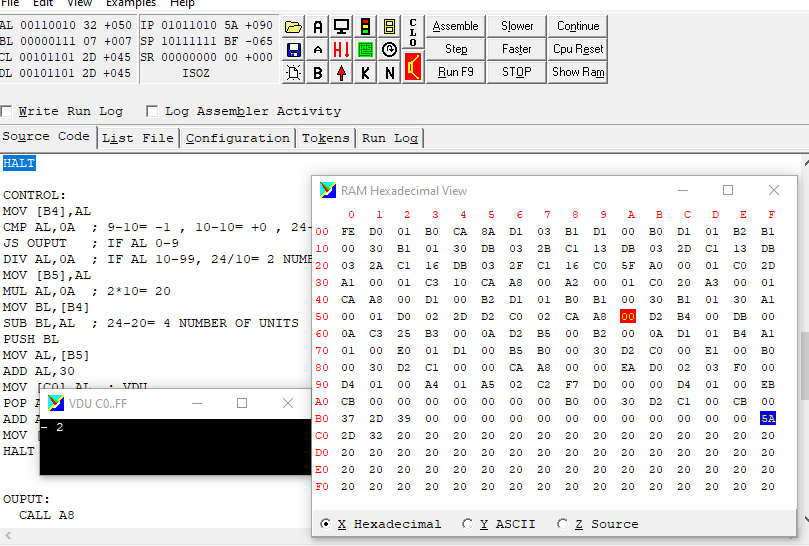 File Edit View Examples Help
AL 00110010 32 +050 IP 01011010 5A +090
BL 00000111 07 +007 SP 10111111 BF -065
CL 00101101 2D +045 SR 00000000 00 +000
DL 00101101 2D +045 ISOZ
A H↓ A B K N CLO
Assemble Slower Continue
Step Faster Cpu Reset
Run F9 STOP Show Ram
Write Run Log Log Assembler Activity
Source Code List File Configuration Tokens Run Log
HALT
CONTROL:
MOV [B4],AL
CMP AL,0A ; 9-10= -1 , 10-10= +0 , 24-
JS OUPUT ; IF AL 0-9
DIV AL,0A ; IF AL 10-99, 24/10= 2 NUM
MOV [B5],AL
MUL AL,0A ; 2*10= 20
MOV BL,[B4]
SUB BL,AL ; 24-20= 4 NUMBER OF UNITS
PUSH BL
MOV AL,[B5]
ADD AL,30
MOV [C0],AL ; VDU
POP A
ADD A
MOV [
HALT
OUPUT:
CALL A8
VDU C0..FF
- 2
RAM Hexadecimal View
0 1 2 3 4 5 6 7 8 9 A B C D E F
00 FE D0 01 B0 CA 8A D1 03 B1 D1 00 B0 D1 01 B2 B1
10 00 30 B1 01 30 DB 03 2B C1 13 DB 03 2D C1 13 DB
20 03 2A C1 16 DB 03 2F C1 16 C0 5F A0 00 01 C0 2D
30 A1 00 01 C3 10 CA A8 00 A2 00 01 C0 20 A3 00 01
40 CA A8 00 D1 00 B2 D1 01 B0 B1 00 30 B1 01 30 A1
50 00 01 D0 02 2D D2 C0 02 CA A8 00 D2 B4 00 DB 00
60 0A C3 25 B3 00 0A D2 B5 00 B2 00 0A D1 01 B4 A1
70 01 00 E0 01 D1 00 B5 B0 00 30 D2 C0 00 E1 00 B0
80 00 30 D2 C1 00 00 CA A8 00 00 EA D0 02 03 F0 00
90 D4 01 00 A4 01 A5 02 C2 F7 D0 00 00 D4 01 00 EB
A0 CB 00 00 00 00 00 00 00 B0 00 30 D2 C1 00 CB 00
B0 37 2D 39 00 00 00 00 00 00 00 00 00 00 00 00 5A
C0 2D 32 20 20 20 20 20 20 20 20 20 20 20 20 20 20
D0 20 20 20 20 20 20 20 20 20 20 20 20 20 20 20 20
E0 20 20 20 20 20 20 20 20 20 20 20 20 20 20 20 20
F0 20 20 20 20 20 20 20 20 20 20 20 20 20 20 20 20
X Hexadecimal Y ASCII Z Source